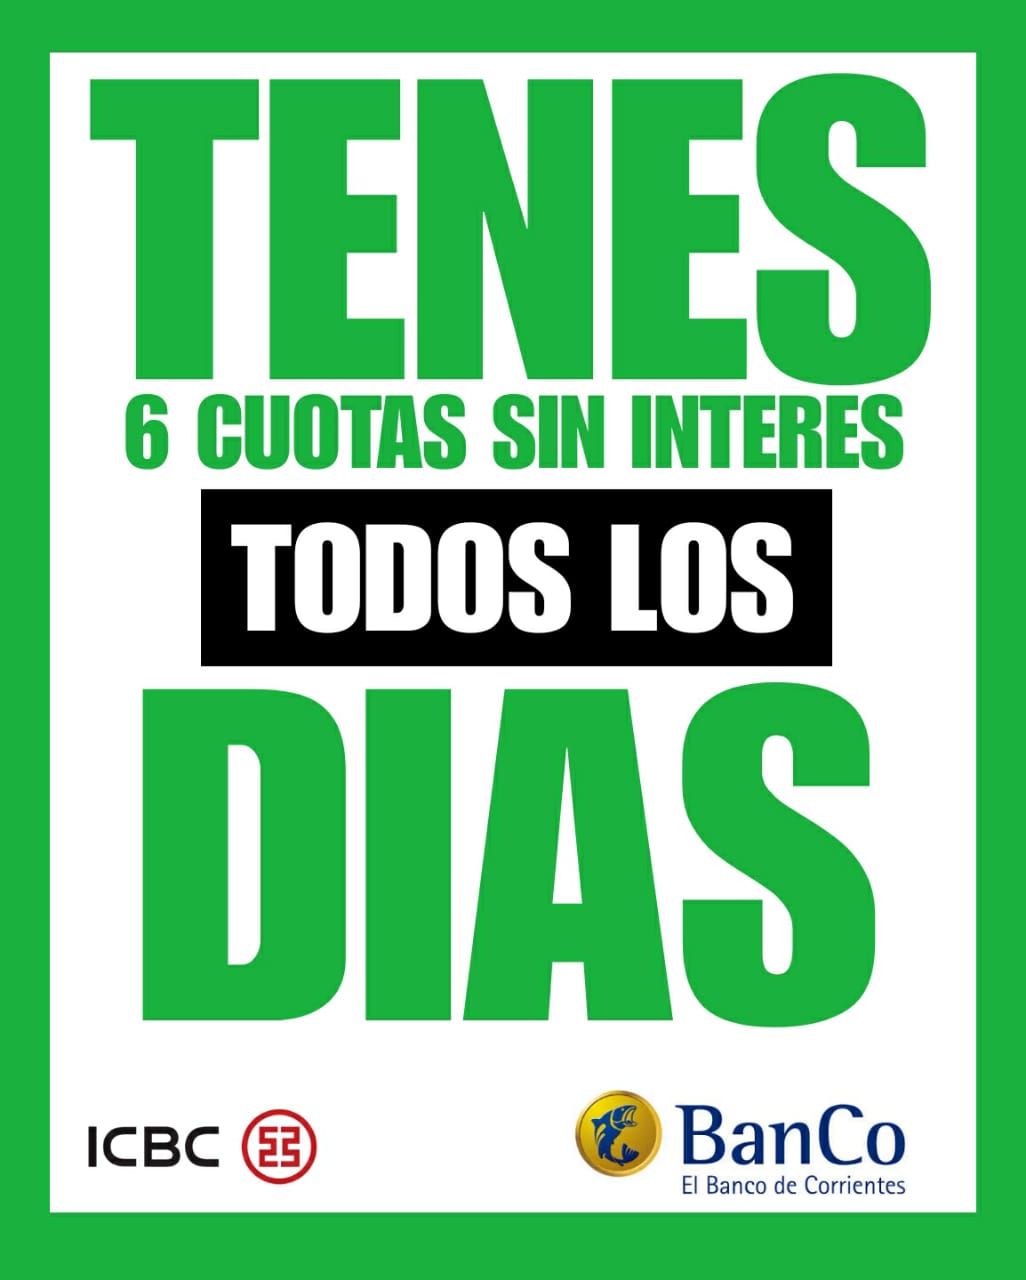 TENES
6 CUOTAS SIN INTERES
TODOS LOS
DIAS
ICBC
BanCo
El Banco de Corrientes